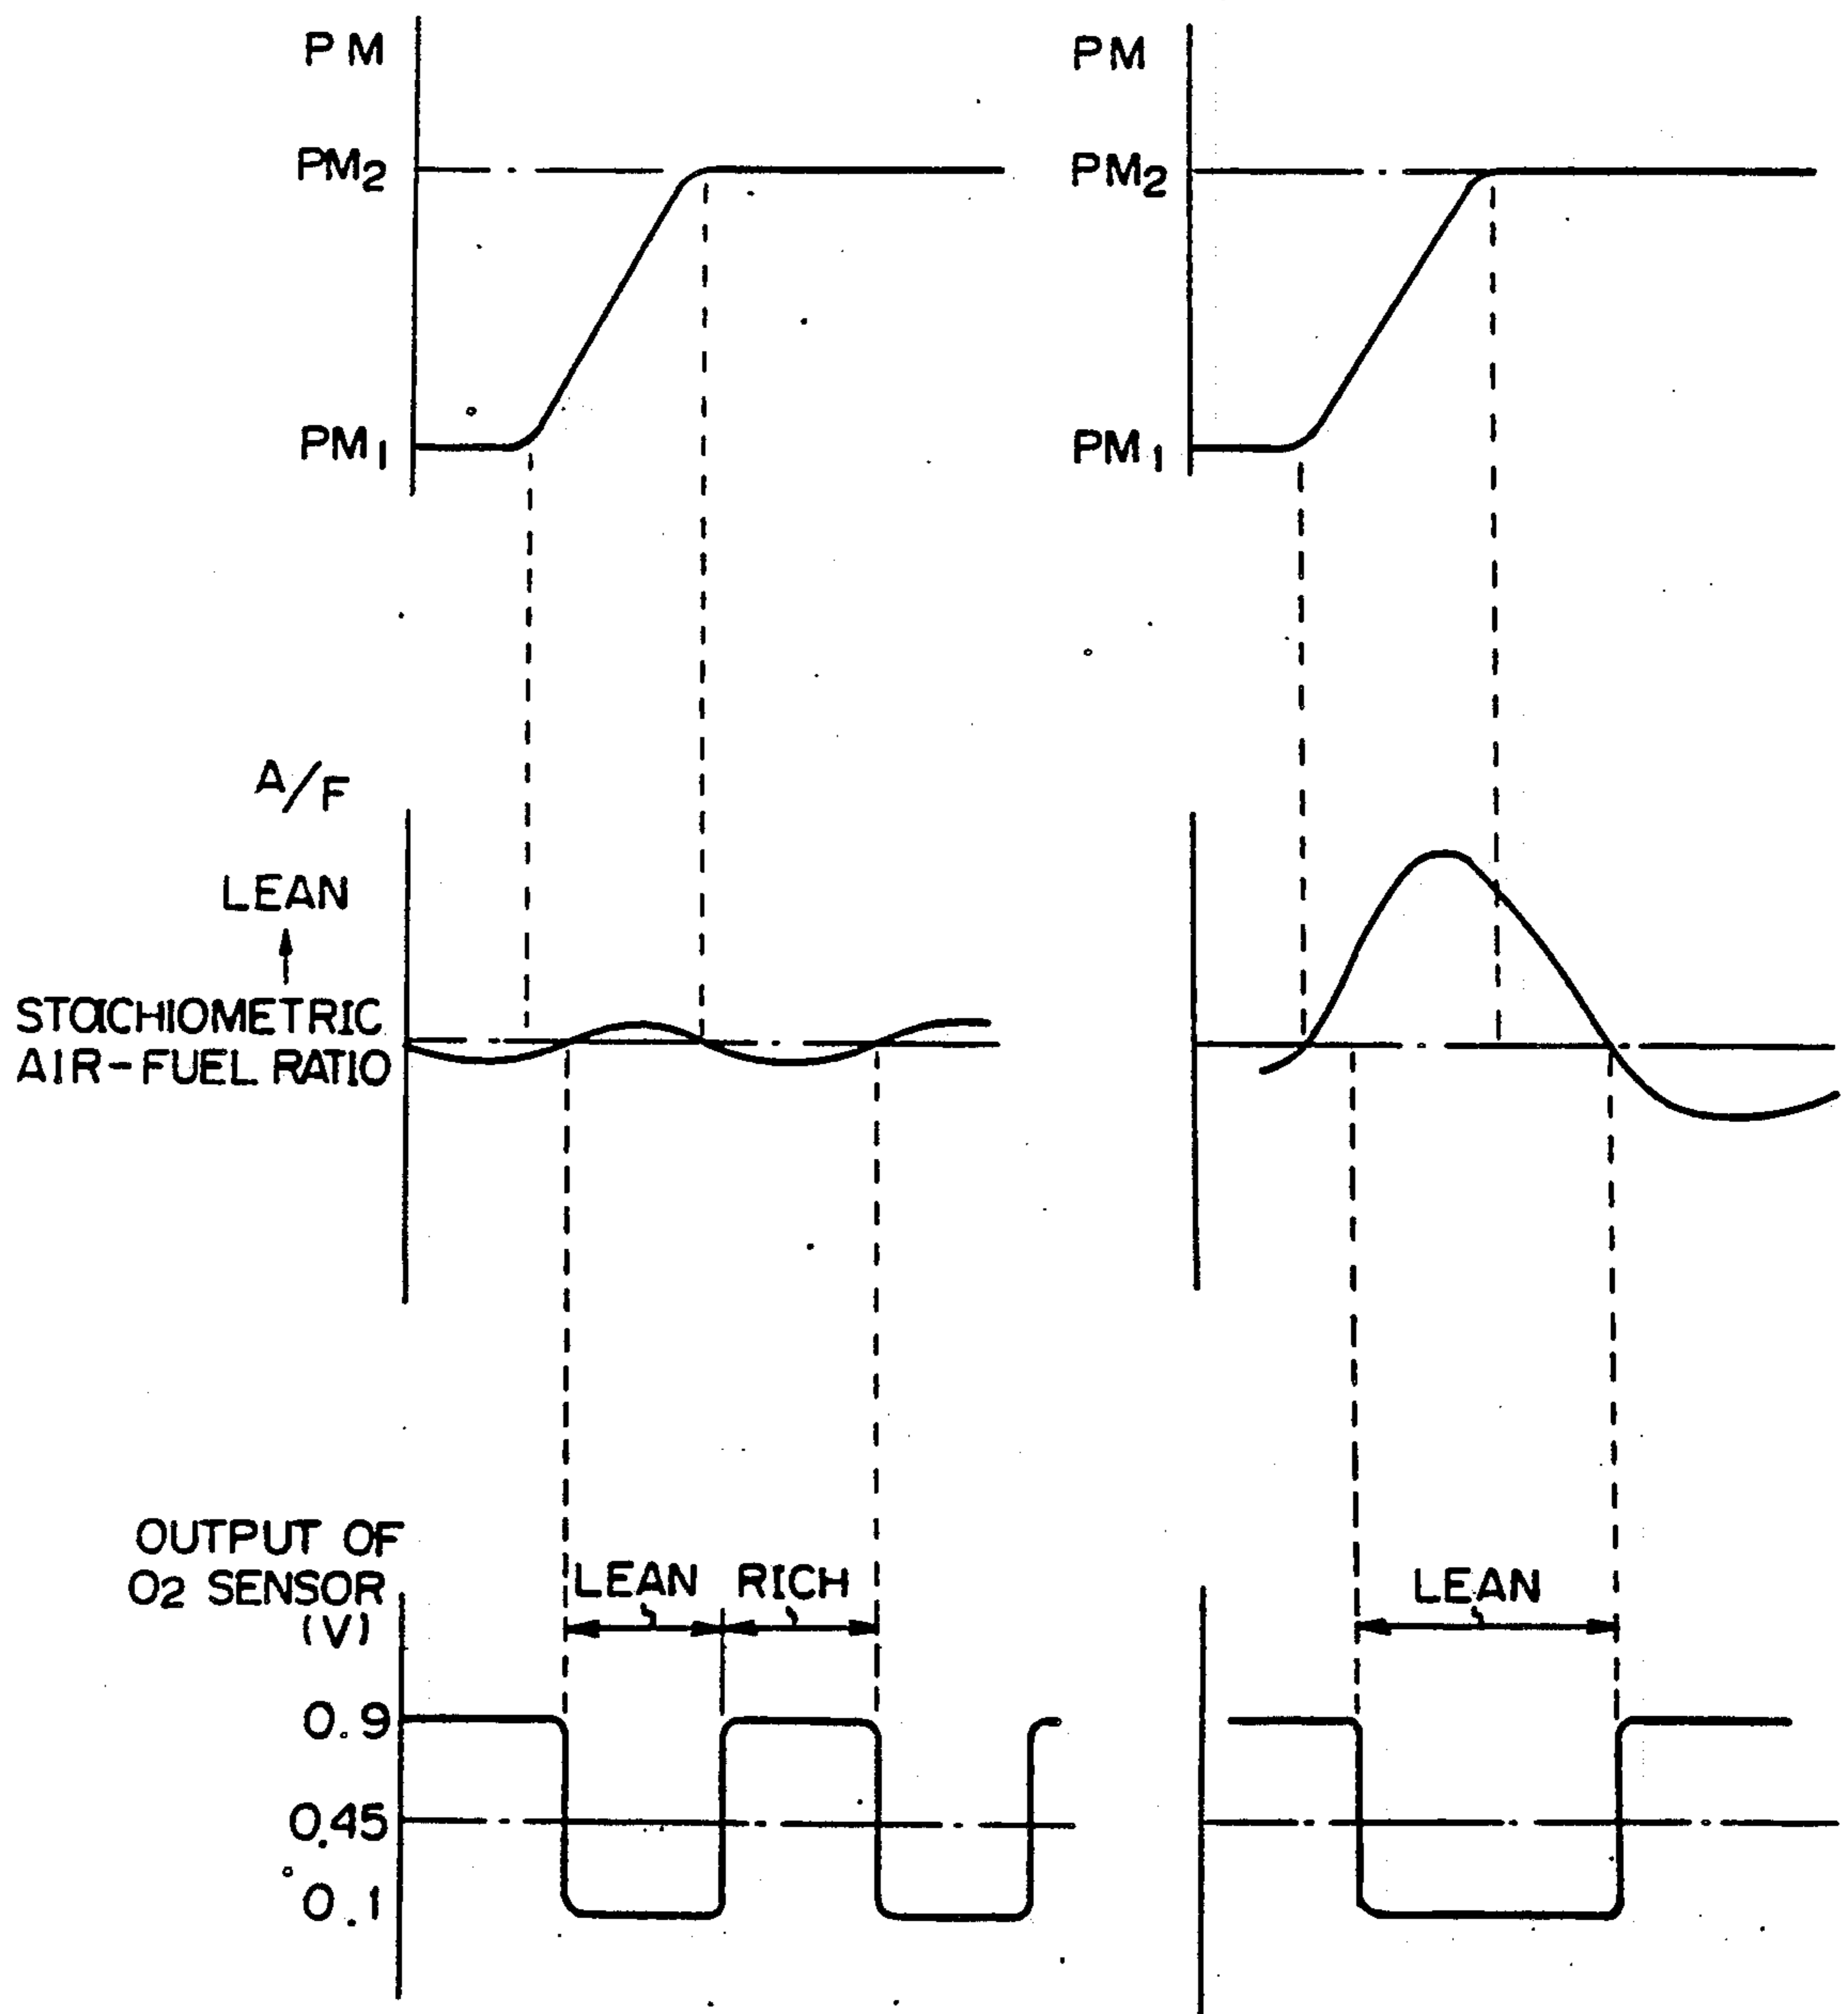 PM
PM2
PM1
PM
PM2
PM1
A/F
LEAN
STOICHIOMETRIC
AIR-FUEL RATIO
OUTPUT OF
O2 SENSOR
(V)
LEAN RICH
0.9
0.45
0.1
LEAN